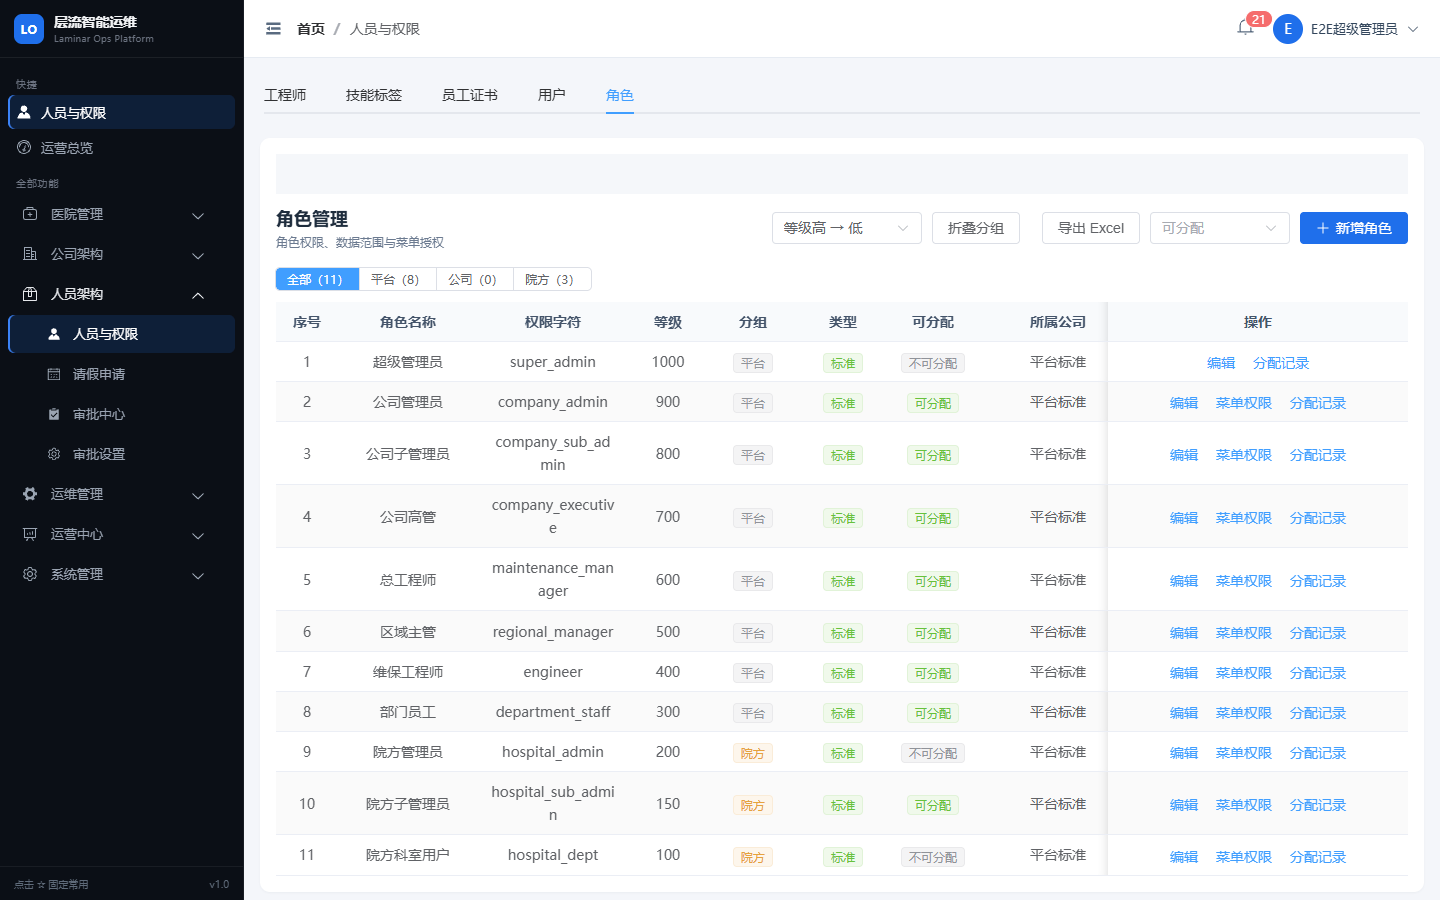 LO
层流智能运维
Laminar Ops Platform
快捷
人员与权限
运营总览
全部功能
医院管理
公司架构
人员架构
人员与权限
请假申请
审批中心
审批设置
运维管理
运营中心
系统管理
点击 ☆ 固定常用
v1.0
首页 / 人员与权限
21
E
E2E超级管理员
工程师 技能标签 员工证书 用户 角色
角色管理
角色权限、数据范围与菜单授权
等级高 → 低
折叠分组
导出 Excel
可分配
+ 新增角色
全部（11） 平台（8） 公司（0） 院方（3）
序号 角色名称 权限字符 等级 分组 类型 可分配 所属公司 操作
1 超级管理员 super_admin 1000 平台 标准 不可分配 平台标准 编辑 分配记录
2 公司管理员 company_admin 900 平台 标准 可分配 平台标准 编辑 菜单权限 分配记录
3 公司子管理员 company_sub_ad
min 800 平台 标准 可分配 平台标准 编辑 菜单权限 分配记录
4 公司高管 company_executiv
e 700 平台 标准 可分配 平台标准 编辑 菜单权限 分配记录
5 总工程师 maintenance_man
ager 600 平台 标准 可分配 平台标准 编辑 菜单权限 分配记录
6 区域主管 regional_manager 500 平台 标准 可分配 平台标准 编辑 菜单权限 分配记录
7 维保工程师 engineer 400 平台 标准 可分配 平台标准 编辑 菜单权限 分配记录
8 部门员工 department_staff 300 平台 标准 可分配 平台标准 编辑 菜单权限 分配记录
9 院方管理员 hospital_admin 200 院方 标准 不可分配 平台标准 编辑 菜单权限 分配记录
10 院方子管理员 hospital_sub_admi
n 150 院方 标准 可分配 平台标准 编辑 菜单权限 分配记录
11 院方科室用户 hospital_dept 100 院方 标准 不可分配 平台标准 编辑 菜单权限 分配记录